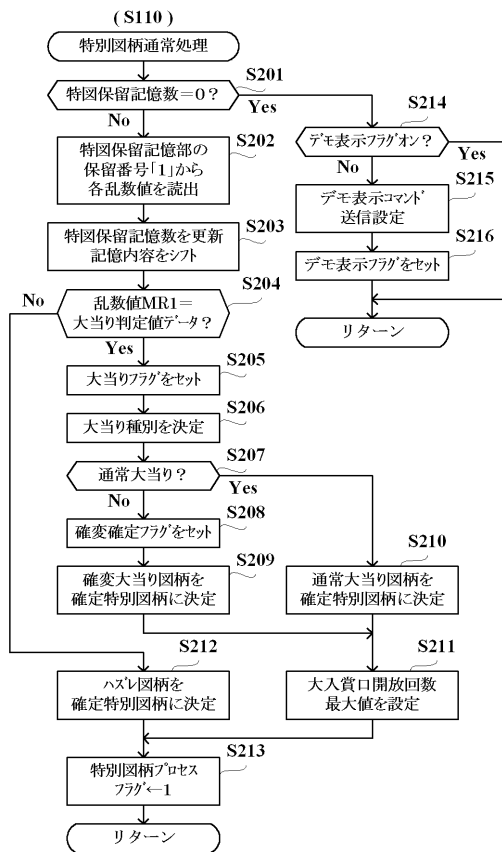 (S110)
特別図柄通常処理
S201
特図保留記憶数=0?
Yes
No
S202
特図保留記憶部の
保留番号「1」から
各乱数値を読出
S203
特図保留記憶数を更新
記憶内容をシフト
S204
乱数値MR1=
大当り判定値データ?
No
Yes
S205
大当りフラグをセット
S206
大当り種別を決定
S207
通常大当り?
Yes
No
S208
確変確定フラグをセット
S209
確変大当り図柄を
確定特別図柄に決定
S210
通常大当り図柄を
確定特別図柄に決定
S211
大入賞口開放回数
最大値を設定
S212
ハズレ図柄を
確定特別図柄に決定
S213
特別図柄プロセス
フラグ←1
リターン
S214
デモ表示フラグオン?
Yes
No
S215
デモ表示コマンド
送信設定
S216
デモ表示フラグをセット
リターン